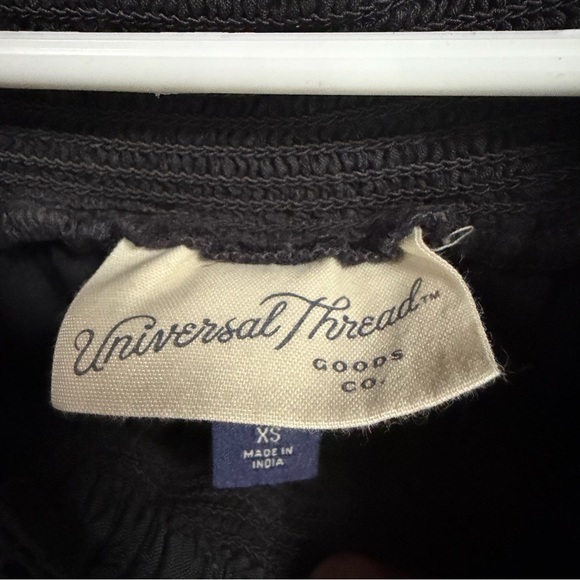 Universal Thread™
GOODS
CO.
XS
MADE IN
INDIA